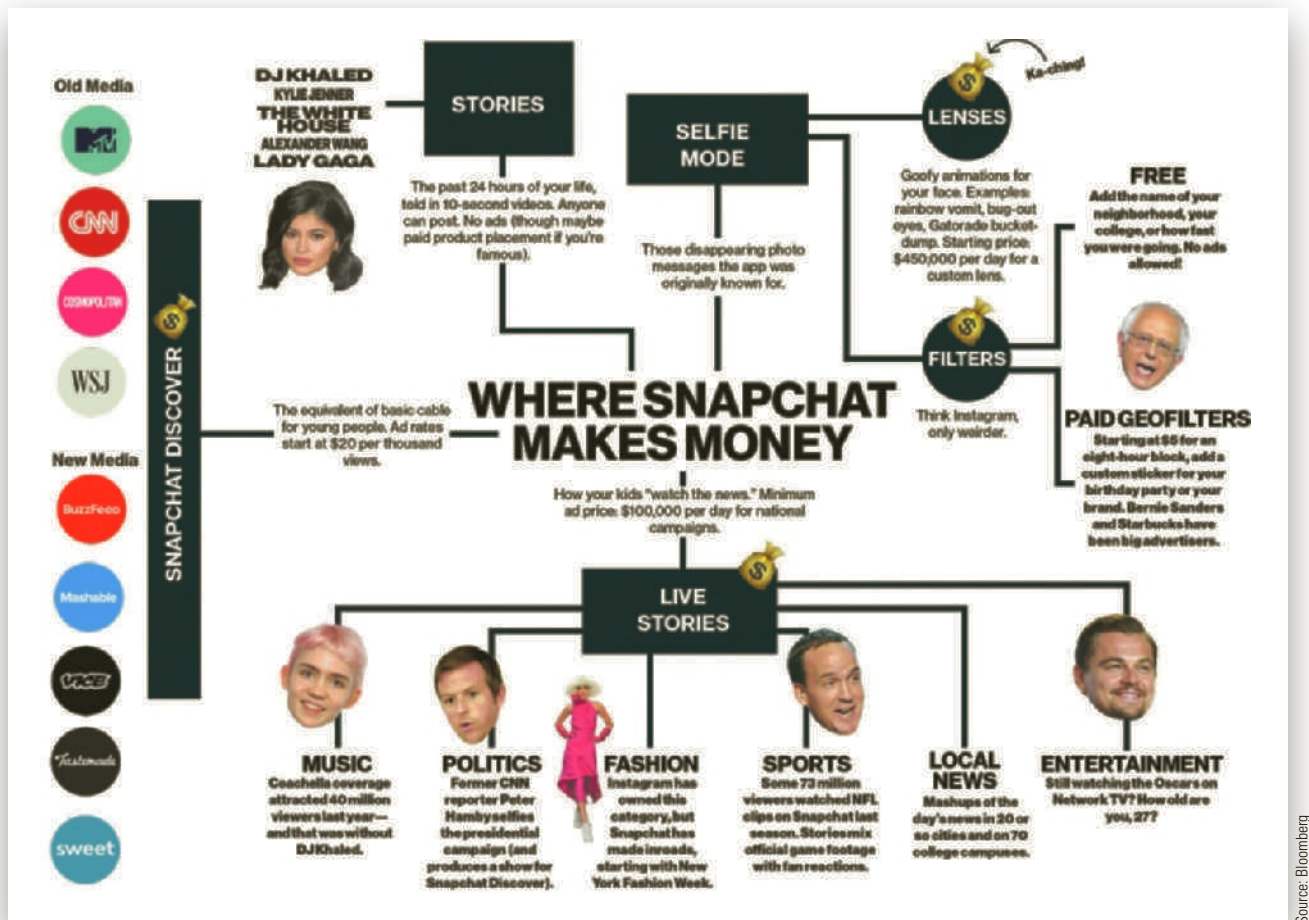 Old Media
MTV
CNN
COSMOPOLITAN
WSJ
New Media
BuzzFeed
Mashable
VICE
Tastemade
sweet
SNAPCHAT DISCOVER
$
The equivalent of basic cable
for young people. Ad rates
start at $20 per thousand
views.
DJ KHALED
KYLIE JENNER
THE WHITE
HOUSE
ALEXANDER WANG
LADY GAGA
STORIES
The past 24 hours of your life,
told in 10-second videos. Anyone
can post. No ads (though maybe
paid product placement if you're
famous).
SELFIE
MODE
Those disappearing photo
messages the app was
originally known for.
Ka-ching!
$
LENSES
Goofy animations for
your face. Examples:
rainbow vomit, bug-out
eyes, Gatorade bucket-
dump. Starting price:
$450,000 per day for a
custom lens.
$
FILTERS
Think Instagram,
only weirder.
FREE
Add the name of your
neighborhood, your
college, or how fast
you were going. No ads
allowed!
PAID GEOFILTERS
Starting at $5 for an
eight-hour block, add a
custom sticker for your
birthday party or your
brand. Bernie Sanders
and Starbucks have
been big advertisers.
WHERE SNAPCHAT
MAKES MONEY
How your kids "watch the news." Minimum
ad price: $100,000 per day for national
campaigns.
$
LIVE
STORIES
MUSIC
Coachella coverage
attracted 40 million
viewers last year—
and that was without
DJ Khaled.
POLITICS
Former CNN
reporter Peter
Hamby selfies
the presidential
campaign (and
produces a show for
Snapchat Discover).
FASHION
Instagram has
owned this
category, but
Snapchat has
made inroads,
starting with New
York Fashion Week.
SPORTS
Some 73 million
viewers watched NFL
clips on Snapchat last
season. Stories mix
official game footage
with fan reactions.
LOCAL
NEWS
Mashups of the
day's news in 20 or
so cities and on 70
college campuses.
ENTERTAINMENT
Still watching the Oscars on
Network TV? How old are
you, 27?
Source: Bloomberg